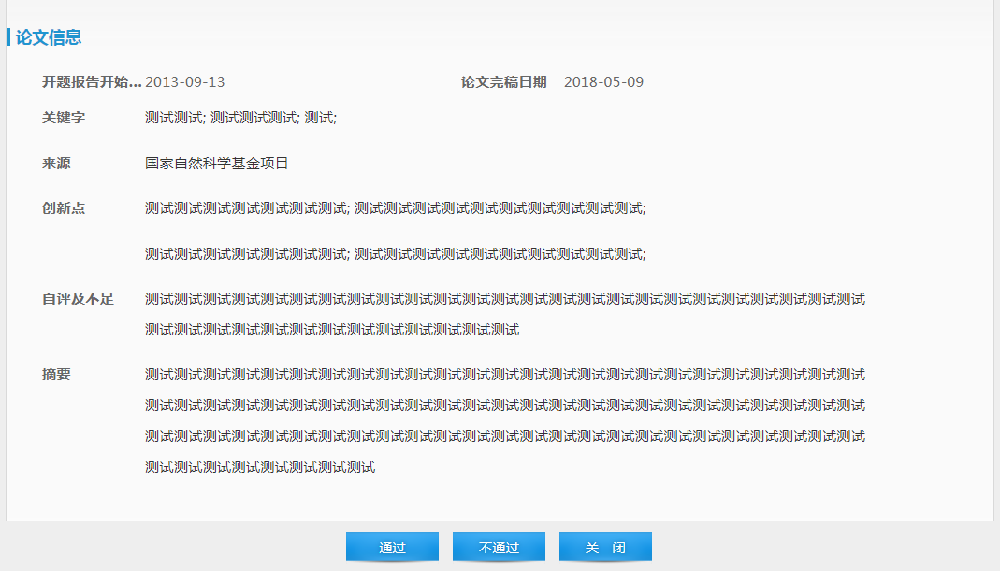 论文信息
开题报告开始... 2013-09-13 论文完稿日期 2018-05-09
关键字 测试测试; 测试测试测试; 测试;
来源 国家自然科学基金项目
创新点 测试测试测试测试测试测试测试; 测试测试测试测试测试测试测试测试测试测试;
测试测试测试测试测试测试测试; 测试测试测试测试测试测试测试测试测试测试;
自评及不足 测试测试测试测试测试测试测试测试测试测试测试测试测试测试测试测试测试测试测试测试测试测试测试测试测试
测试测试测试测试测试测试测试测试测试测试测试测试测试
摘要 测试测试测试测试测试测试测试测试测试测试测试测试测试测试测试测试测试测试测试测试测试测试测试测试测试
测试测试测试测试测试测试测试测试测试测试测试测试测试测试测试测试测试测试测试测试测试测试测试测试测试
测试测试测试测试测试测试测试测试测试测试测试测试测试测试测试测试测试测试测试测试测试测试测试测试测试
测试测试测试测试测试测试测试测试
通过 不通过 关 闭